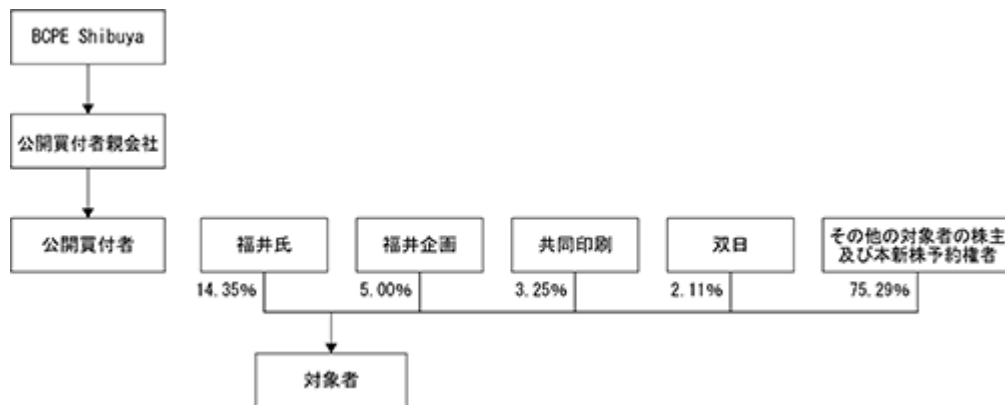 BCPE Shibuya
公開買付者親会社
公開買付者
福井氏
福井企画
共同印刷
双日
その他の対象者の株主
及び本新株予約権者
14.35%
5.00%
3.25%
2.11%
75.29%
対象者